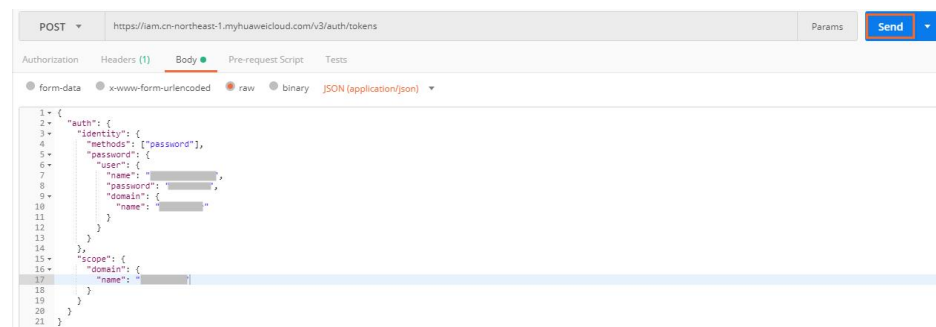 POST https://iam.cn-northeast-1.myhuaweicloud.com/v3/auth/tokens Params Send
Authorization Headers (1) Body Pre-request Script Tests
form-data x-www-form-urlencoded raw binary JSON (application/json)
1 {
2 "auth": {
3 "identity": {
4 "methods": ["password"],
5 "password": {
6 "user": {
7 "name": " ",
8 "password": " ",
9 "domain": {
10 "name": " "
11 }
12 }
13 }
14 },
15 "scope": {
16 "domain": {
17 "name": " "
18 }
19 }
20 }
21 }